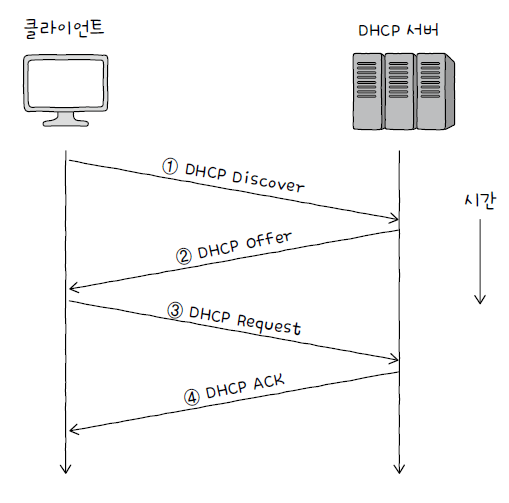 클라이언트
DHCP 서버
① DHCP Discover
시간
② DHCP Offer
③ DHCP Request
④ DHCP ACK